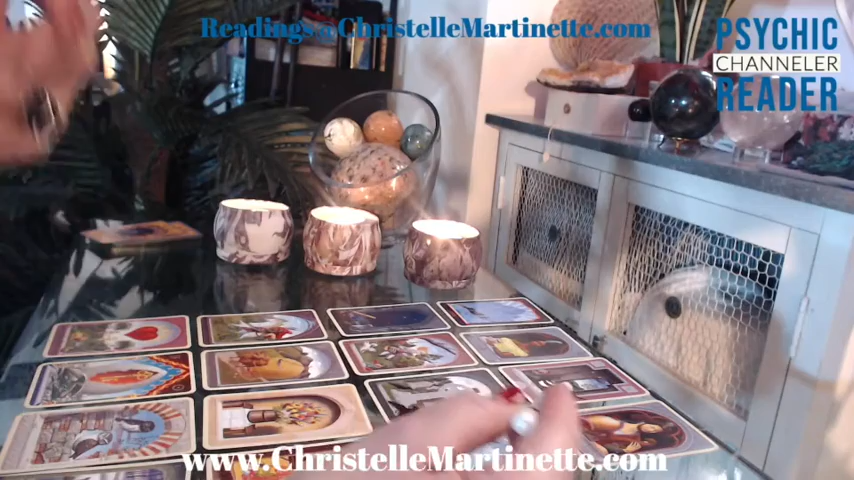 Readings@ChristelleMartinette.com
PSYCHIC
CHANNELER
READER
www.ChristelleMartinette.com